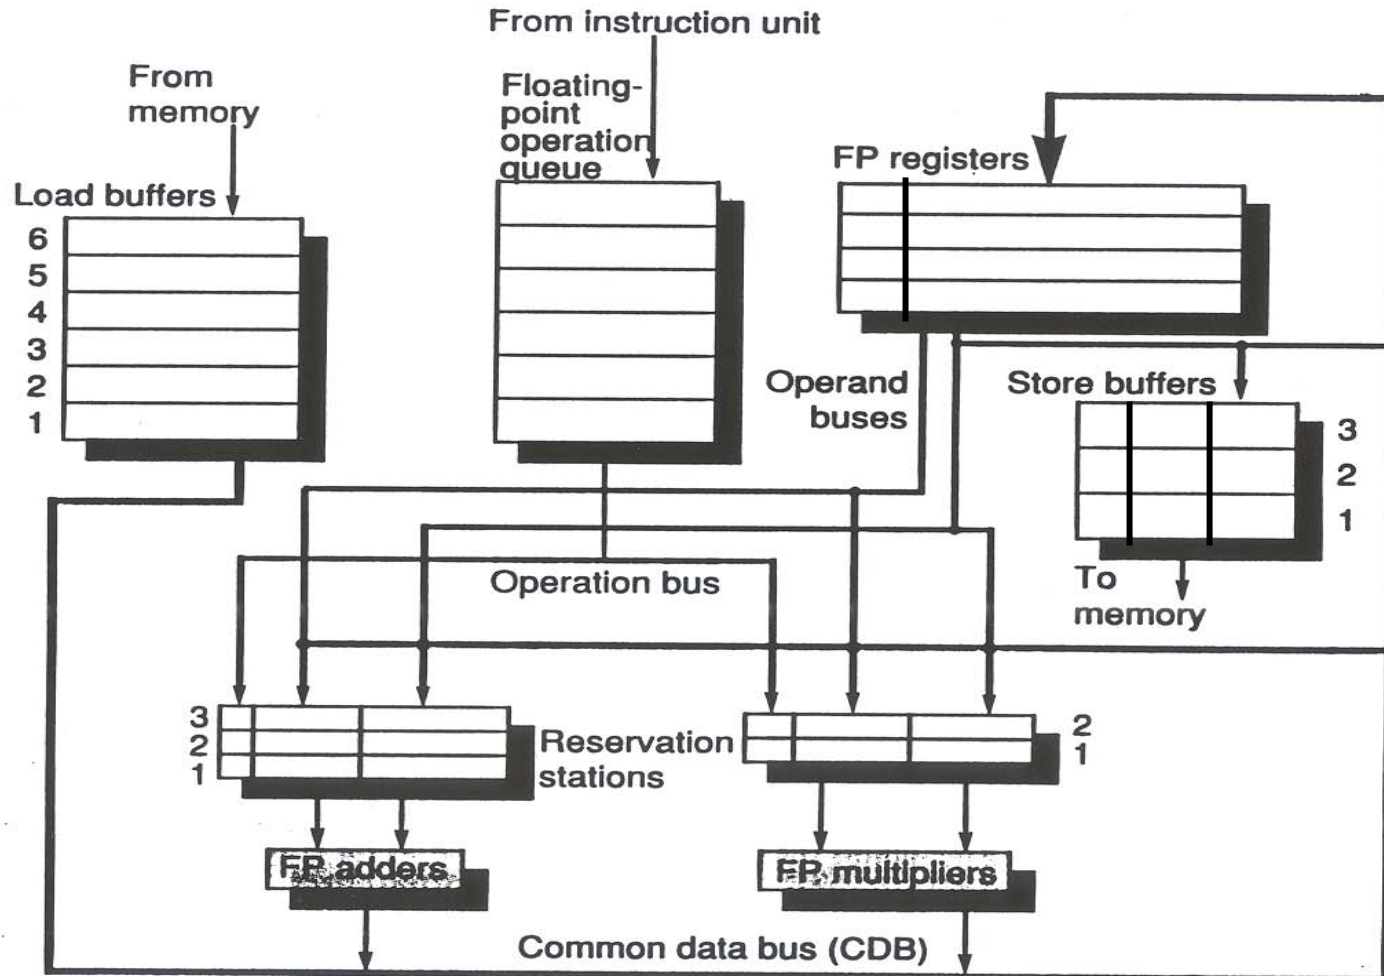 From instruction unit
From
memory
Floating-
point
operation
queue
FP registers
Load buffers
6
5
4
3
2
1
Operand
buses
Store buffers
3
2
1
Operation bus
To
memory
3
2
1
Reservation
stations
2
1
FP adders
FP multipliers
Common data bus (CDB)